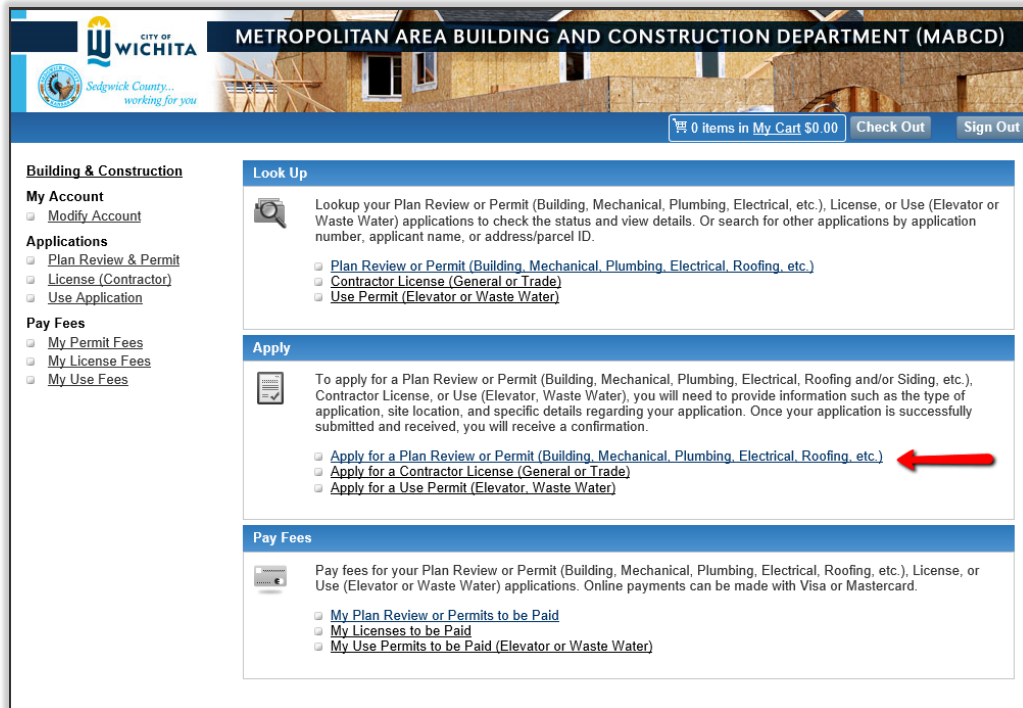 CITY OF
WICHITA
METROPOLITAN AREA BUILDING AND CONSTRUCTION DEPARTMENT (MABCD)
Sedgwick County...
working for you
0 items in My Cart $0.00
Check Out
Sign Out
Building & Construction
My Account
Modify Account
Applications
Plan Review & Permit
License (Contractor)
Use Application
Pay Fees
My Permit Fees
My License Fees
My Use Fees
Look Up
Lookup your Plan Review or Permit (Building, Mechanical, Plumbing, Electrical, etc.), License, or Use (Elevator or
Waste Water) applications to check the status and view details. Or search for other applications by application
number, applicant name, or address/parcel ID.
Plan Review or Permit (Building, Mechanical, Plumbing, Electrical, Roofing, etc.)
Contractor License (General or Trade)
Use Permit (Elevator or Waste Water)
Apply
To apply for a Plan Review or Permit (Building, Mechanical, Plumbing, Electrical, Roofing and/or Siding, etc.),
Contractor License, or Use (Elevator, Waste Water), you will need to provide information such as the type of
application, site location, and specific details regarding your application. Once your application is successfully
submitted and received, you will receive a confirmation.
Apply for a Plan Review or Permit (Building, Mechanical, Plumbing, Electrical, Roofing, etc.)
Apply for a Contractor License (General or Trade)
Apply for a Use Permit (Elevator, Waste Water)
Pay Fees
Pay fees for your Plan Review or Permit (Building, Mechanical, Plumbing, Electrical, Roofing, etc.), License, or
Use (Elevator or Waste Water) applications. Online payments can be made with Visa or Mastercard.
My Plan Review or Permits to be Paid
My Licenses to be Paid
My Use Permits to be Paid (Elevator or Waste Water)